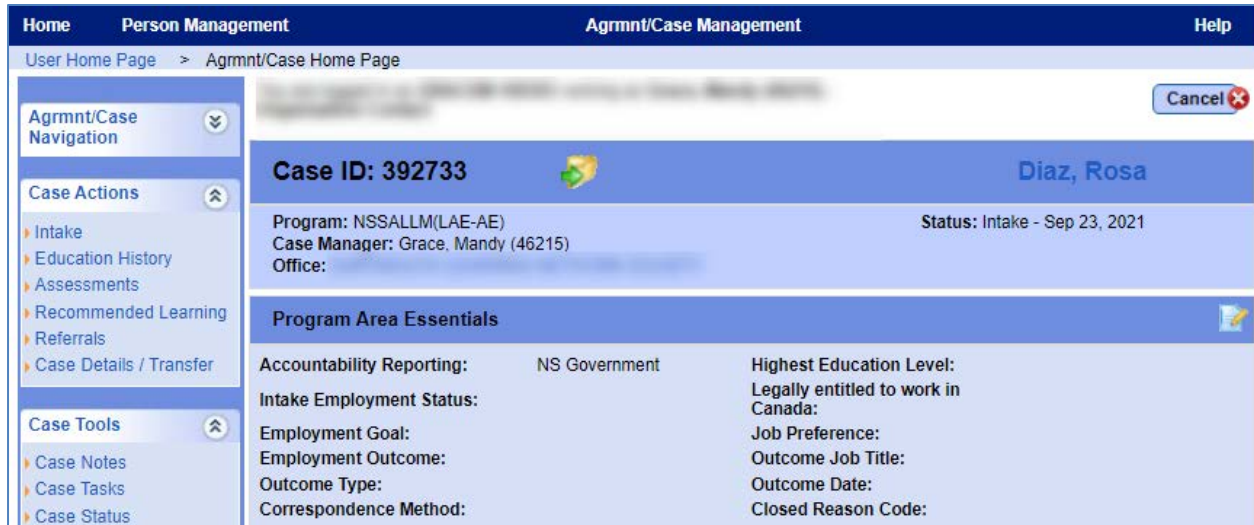 Home Person Management Agrmnt/Case Management Help
User Home Page > Agrmnt/Case Home Page
Cancel
Agrmnt/Case
Navigation
Case Actions
Intake
Education History
Assessments
Recommended Learning
Referrals
Case Details / Transfer
Case Tools
Case Notes
Case Tasks
Case Status
Case ID: 392733 Diaz, Rosa
Program: NSSALLM(LAE-AE) Status: Intake - Sep 23, 2021
Case Manager: Grace, Mandy (46215)
Office:
Program Area Essentials
Accountability Reporting: NS Government Highest Education Level:
Intake Employment Status: Legally entitled to work in
Canada:
Employment Goal: Job Preference:
Employment Outcome: Outcome Job Title:
Outcome Type: Outcome Date:
Correspondence Method: Closed Reason Code: